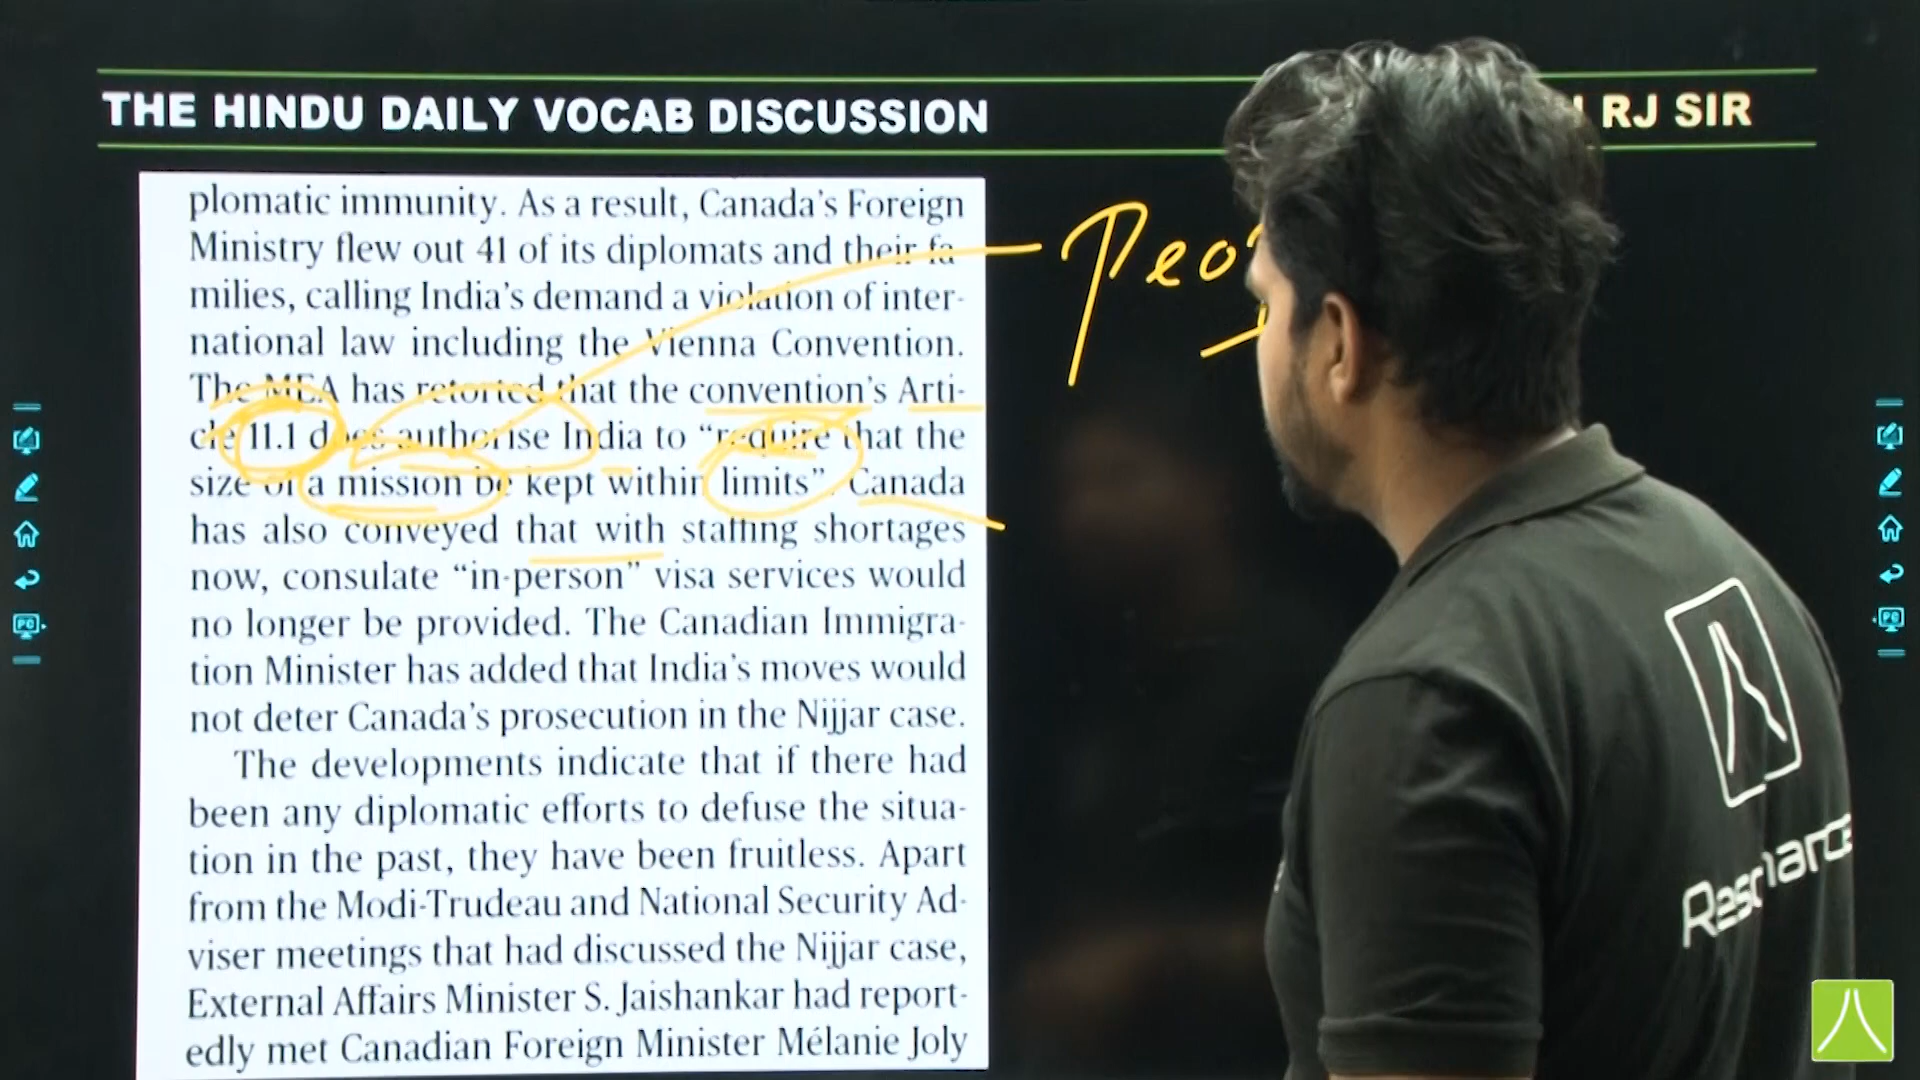 THE HINDU DAILY VOCAB DISCUSSION
RJ SIR
plomatic immunity. As a result, Canada's Foreign
Ministry flew out 41 of its diplomats and their fa-
milies, calling India's demand a violation of inter-
national law including the Vienna Convention.
The MEA has retorted that the convention's Arti-
cle 11.1 does authorise India to “require that the
size of a mission be kept within limits”. Canada
has also conveyed that with staffing shortages
now, consulate “in-person” visa services would
no longer be provided. The Canadian Immigra-
tion Minister has added that India's moves would
not deter Canada's prosecution in the Nijjar case.
The developments indicate that if there had
been any diplomatic efforts to defuse the situa-
tion in the past, they have been fruitless. Apart
from the Modi-Trudeau and National Security Ad-
viser meetings that had discussed the Nijjar case,
External Affairs Minister S. Jaishankar had report-
edly met Canadian Foreign Minister Mélanie Joly
Peo
PC
PC
Resonance